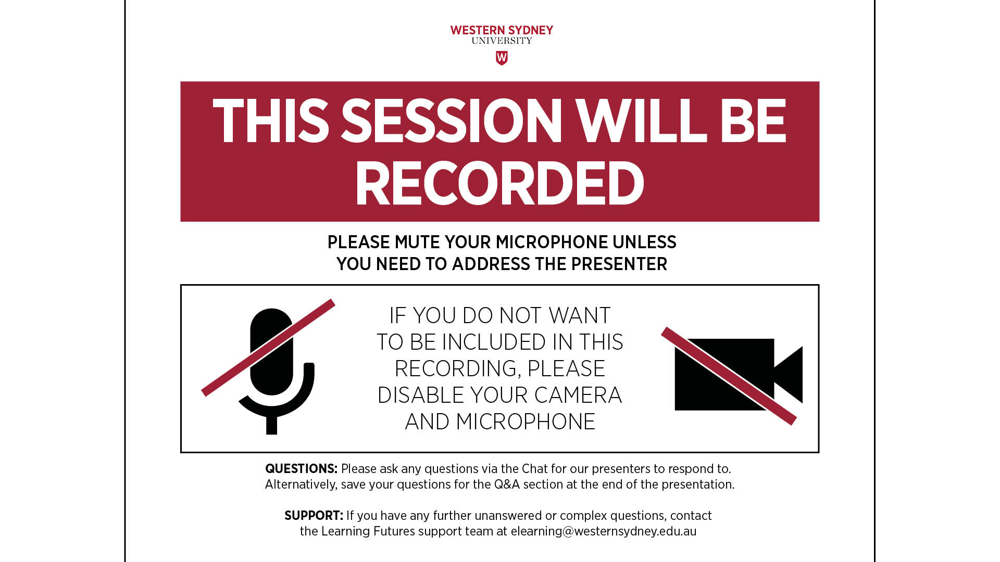 WESTERN SYDNEY
UNIVERSITY
W
THIS SESSION WILL BE
RECORDED
PLEASE MUTE YOUR MICROPHONE UNLESS
YOU NEED TO ADDRESS THE PRESENTER
IF YOU DO NOT WANT
TO BE INCLUDED IN THIS
RECORDING, PLEASE
DISABLE YOUR CAMERA
AND MICROPHONE
QUESTIONS: Please ask any questions via the Chat for our presenters to respond to.
Alternatively, save your questions for the Q&A section at the end of the presentation.
SUPPORT: If you have any further unanswered or complex questions, contact
the Learning Futures support team at elearning@westernsydney.edu.au